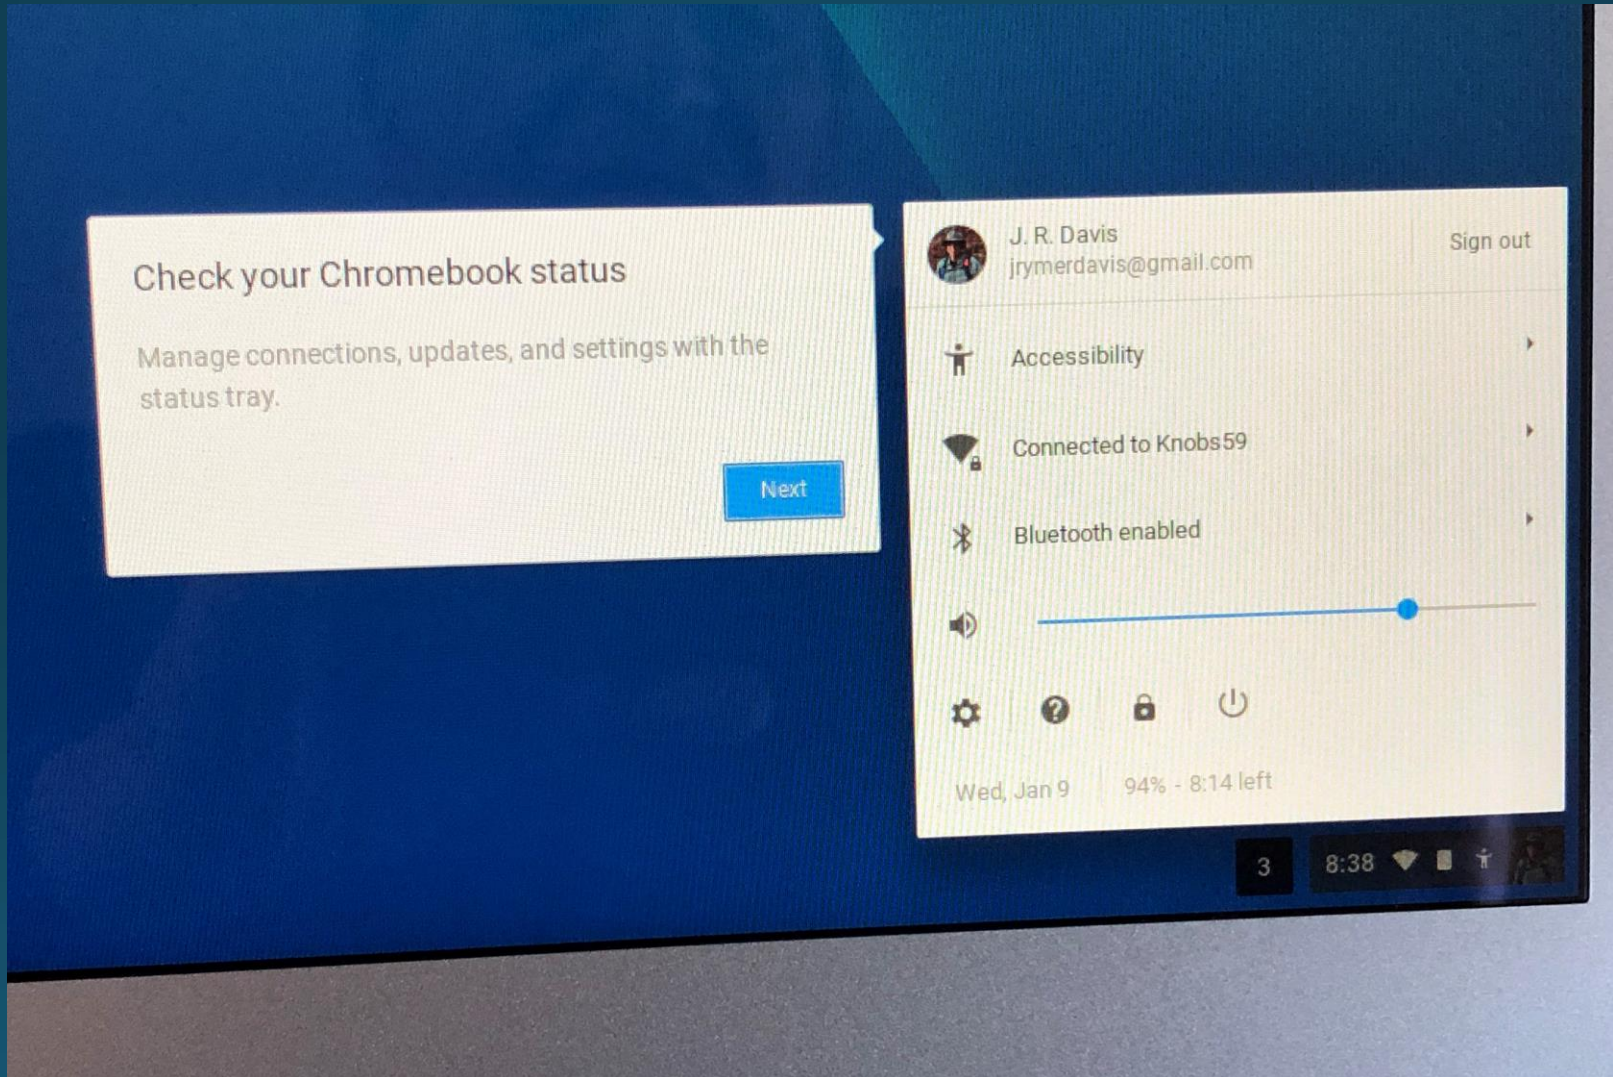 Check your Chromebook status
Manage connections, updates, and settings with the
status tray.
Next
J. R. Davis
jrymerdavis@gmail.com
Sign out
Accessibility
Connected to Knobs59
Bluetooth enabled
Wed, Jan 9
94% - 8:14 left
3
8:38